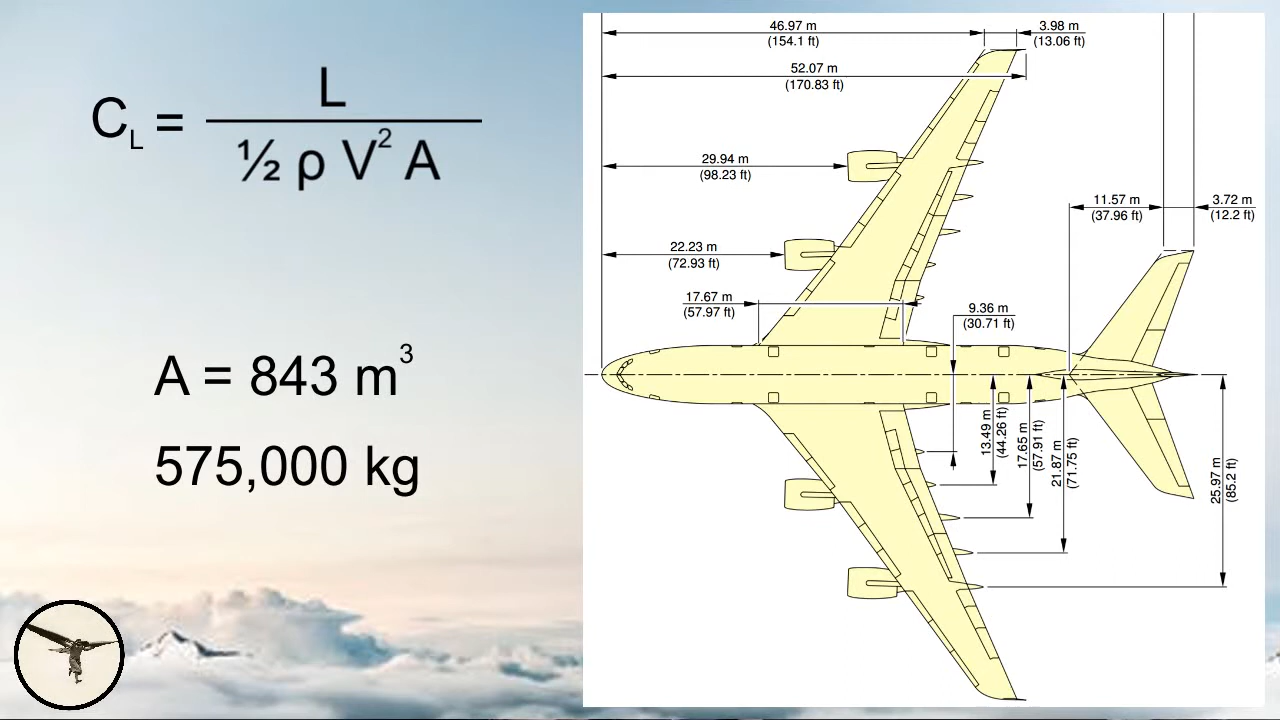 C_L = L / ½ ρ V² A
A = 843 m³
575,000 kg
46.97 m
(154.1 ft)
3.98 m
(13.06 ft)
52.07 m
(170.83 ft)
29.94 m
(98.23 ft)
11.57 m
(37.96 ft)
3.72 m
(12.2 ft)
22.23 m
(72.93 ft)
17.67 m
(57.97 ft)
9.36 m
(30.71 ft)
13.49 m
(44.26 ft)
17.65 m
(57.91 ft)
21.87 m
(71.75 ft)
25.97 m
(85.2 ft)